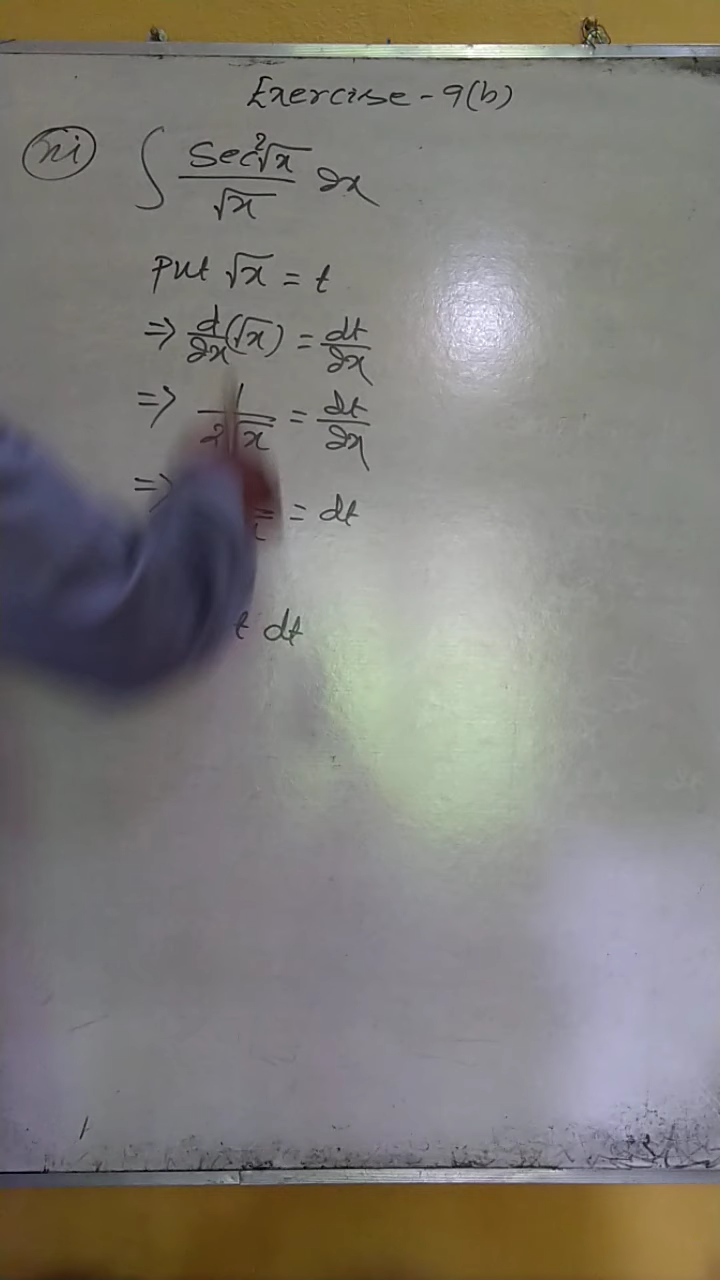 Exercise - 9(b)
(xi) ∫ Sec²√x / √x dx
Put √x = t
⇒ d/dx (√x) = dt/dx
⇒ 1/2√x = dt/dx
⇒ = dt
t dt